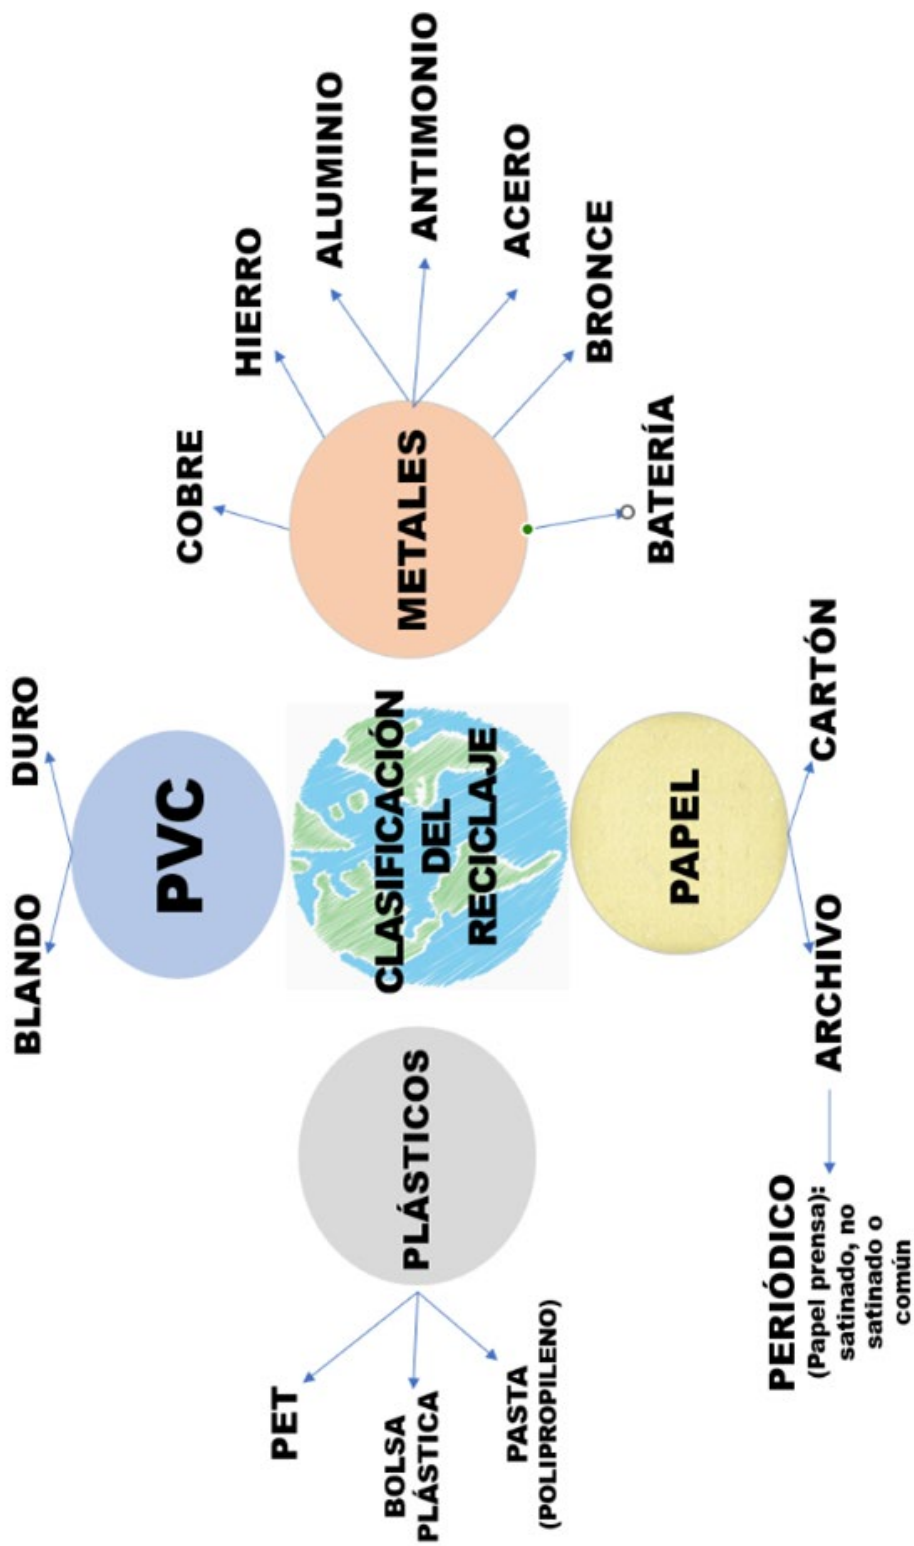 BLANDO
DURO
PVC
COBRE
HIERRO
ALUMINIO
ANTIMONIO
ACERO
BRONCE
BATERÍA
METALES
CLASIFICACIÓN
DEL
RECICLAJE
PLÁSTICOS
PET
BOLSA
PLÁSTICA
PASTA
(POLIPROPILENO)
PAPEL
CARTÓN
ARCHIVO
PERIÓDICO
(Papel prensa):
satinado, no
satinado o
común